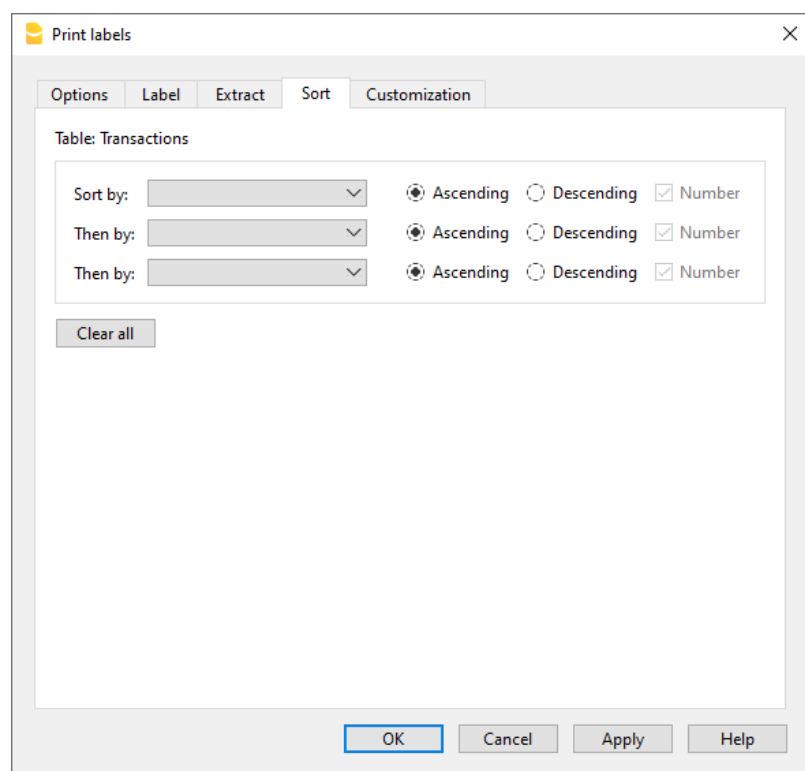 Print labels
Options Label Extract Sort Customization
Table: Transactions
Sort by: Ascending Descending Number
Then by: Ascending Descending Number
Then by: Ascending Descending Number
Clear all
OK Cancel Apply Help